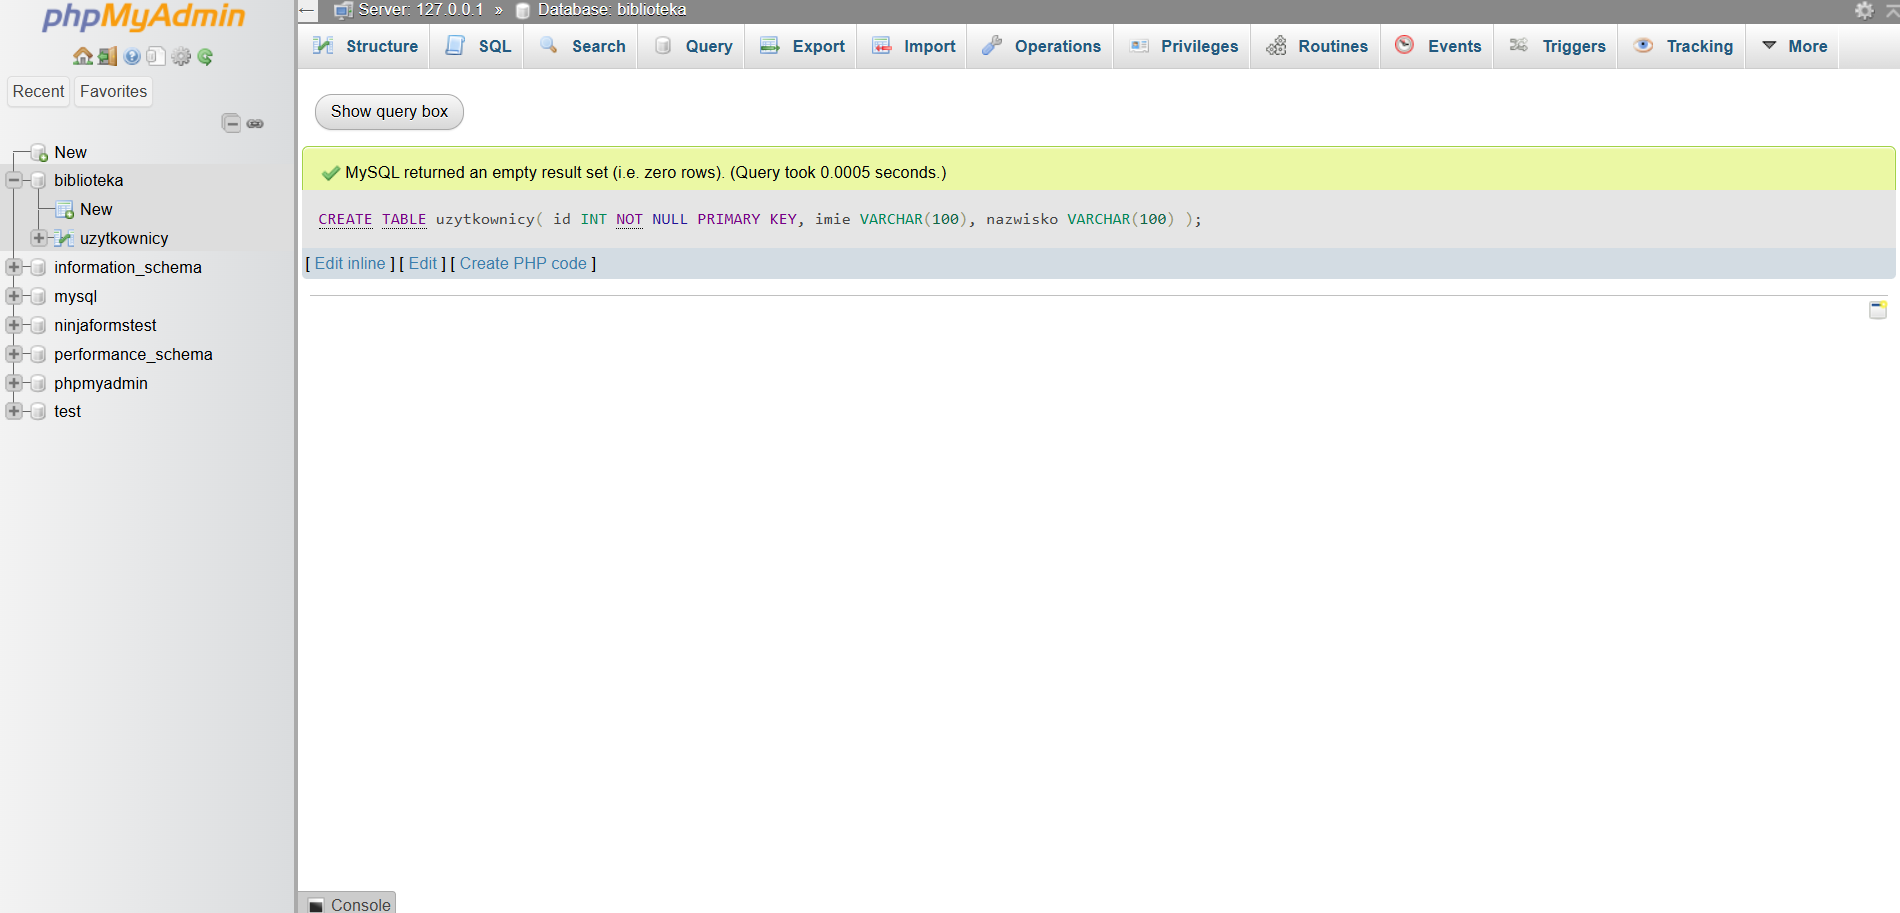 phpMyAdmin
Recent Favorites
New
biblioteka
New
uzytkownicy
information_schema
mysql
ninjaformstest
performance_schema
phpmyadmin
test
Server: 127.0.0.1 » Database: biblioteka
Structure SQL Search Query Export Import Operations Privileges Routines Events Triggers Tracking More
Show query box
MySQL returned an empty result set (i.e. zero rows). (Query took 0.0005 seconds.)
CREATE TABLE uzytkownicy( id INT NOT NULL PRIMARY KEY, imie VARCHAR(100), nazwisko VARCHAR(100) );
[ Edit inline ] [ Edit ] [ Create PHP code ]
Console